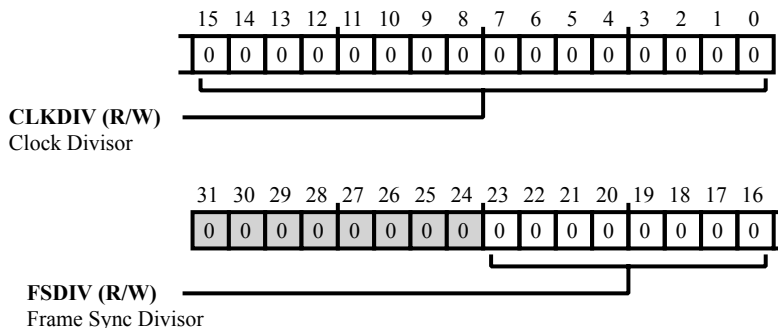 15 14 13 12 11 10 9 8 7 6 5 4 3 2 1 0
0 0 0 0 0 0 0 0 0 0 0 0 0 0 0 0
CLKDIV (R/W)
Clock Divisor
31 30 29 28 27 26 25 24 23 22 21 20 19 18 17 16
0 0 0 0 0 0 0 0 0 0 0 0 0 0 0 0
FSDIV (R/W)
Frame Sync Divisor